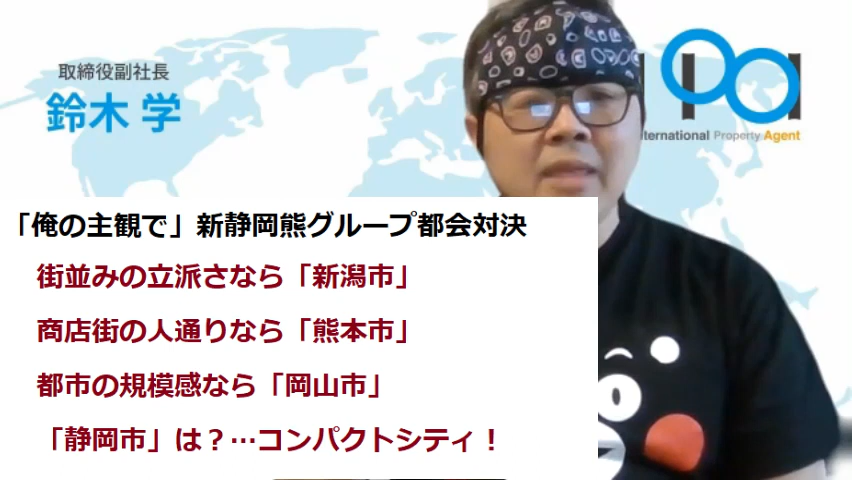 取締役副社長
鈴木 学
IPA
International Property Agent
「俺の主観で」新静岡熊グループ都会対決
街並みの立派さなら「新潟市」
商店街の人通りなら「熊本市」
都市の規模感なら「岡山市」
「静岡市」は？…コンパクトシティ！